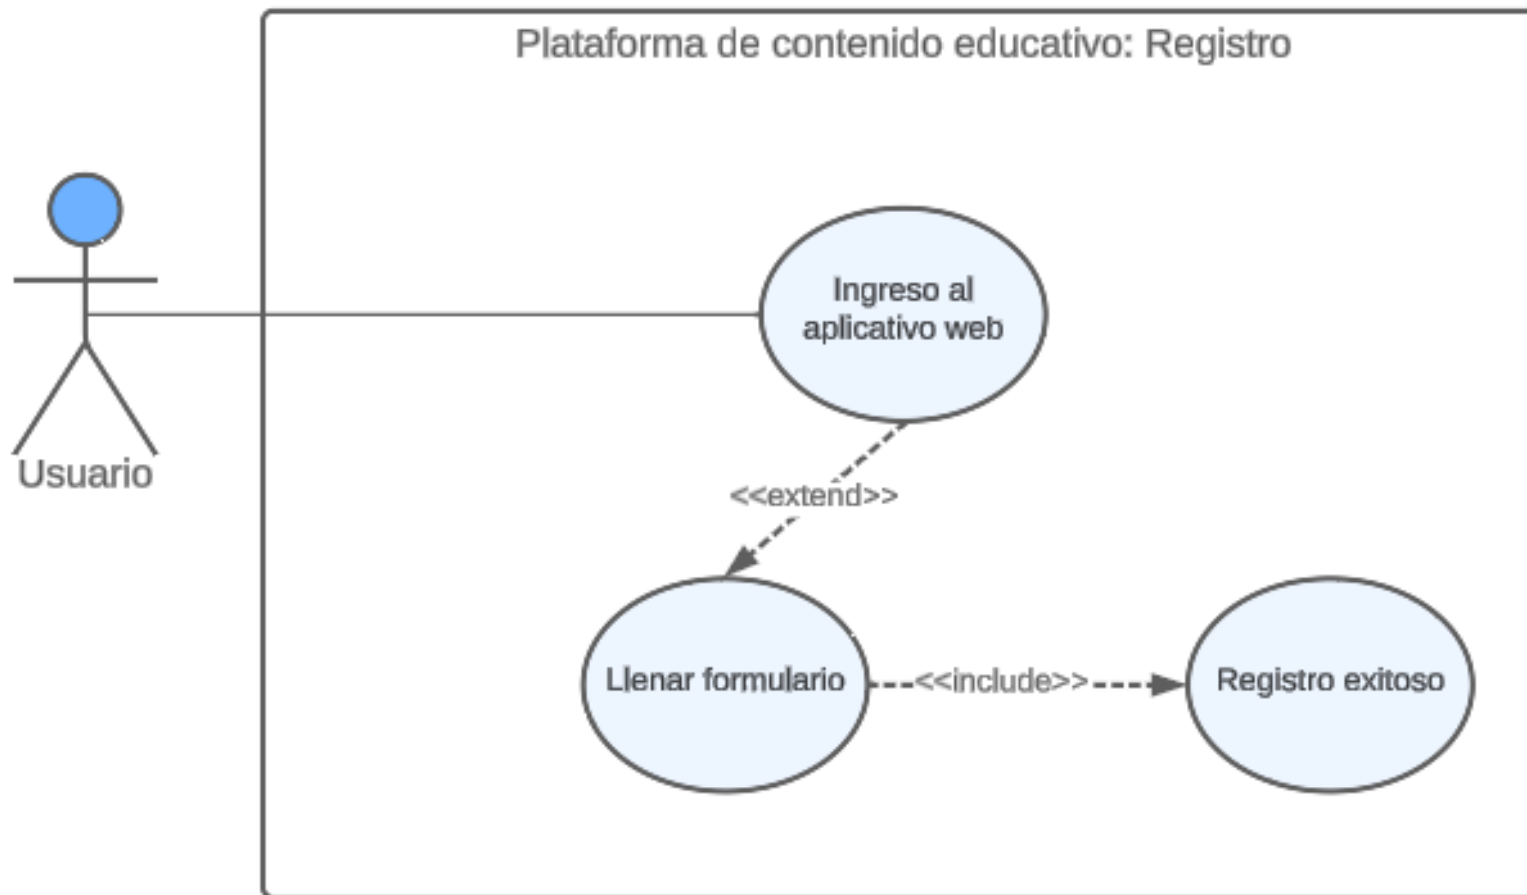 Plataforma de contenido educativo: Registro
Ingreso al
aplicativo web
Usuario
<<extend>>
Llenar formulario
<<include>>
Registro exitoso